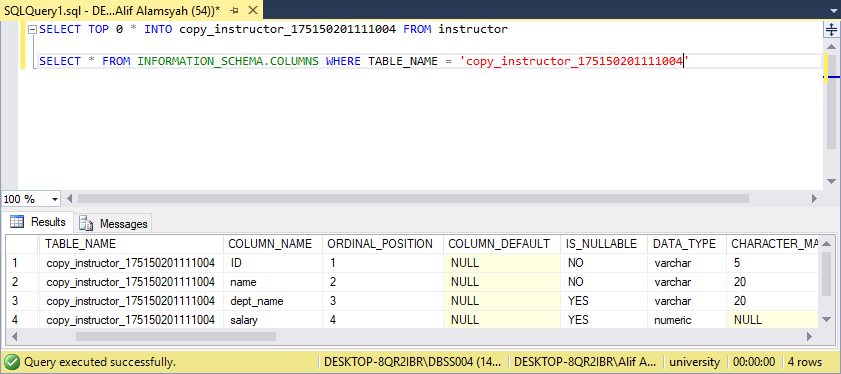 SQLQuery1.sql - DE...Alif Alamsyah (54))*
SELECT TOP 0 * INTO copy_instructor_175150201111004 FROM instructor
SELECT * FROM INFORMATION_SCHEMA.COLUMNS WHERE TABLE_NAME = 'copy_instructor_175150201111004'
100 %
Results Messages
TABLE_NAME COLUMN_NAME ORDINAL_POSITION COLUMN_DEFAULT IS_NULLABLE DATA_TYPE CHARACTER_MA
1 copy_instructor_175150201111004 ID 1 NULL NO varchar 5
2 copy_instructor_175150201111004 name 2 NULL NO varchar 20
3 copy_instructor_175150201111004 dept_name 3 NULL YES varchar 20
4 copy_instructor_175150201111004 salary 4 NULL YES numeric NULL
Query executed successfully. DESKTOP-8QR2IBR\DBSS004 (14... DESKTOP-8QR2IBR\Alif A... university 00:00:00 4 rows